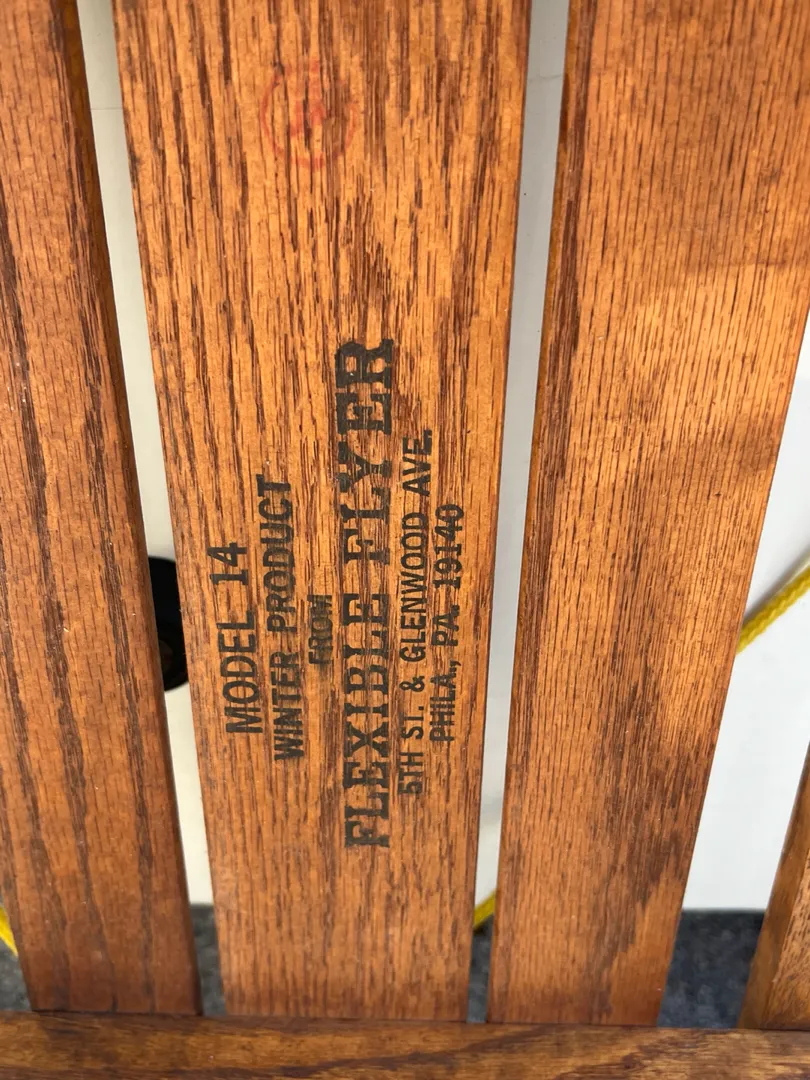 MODEL 14
WINTER PRODUCT
FROM
FLEXIBLE FLYER
5TH ST. & GLENWOOD AVE.
PHILA., PA. 19140